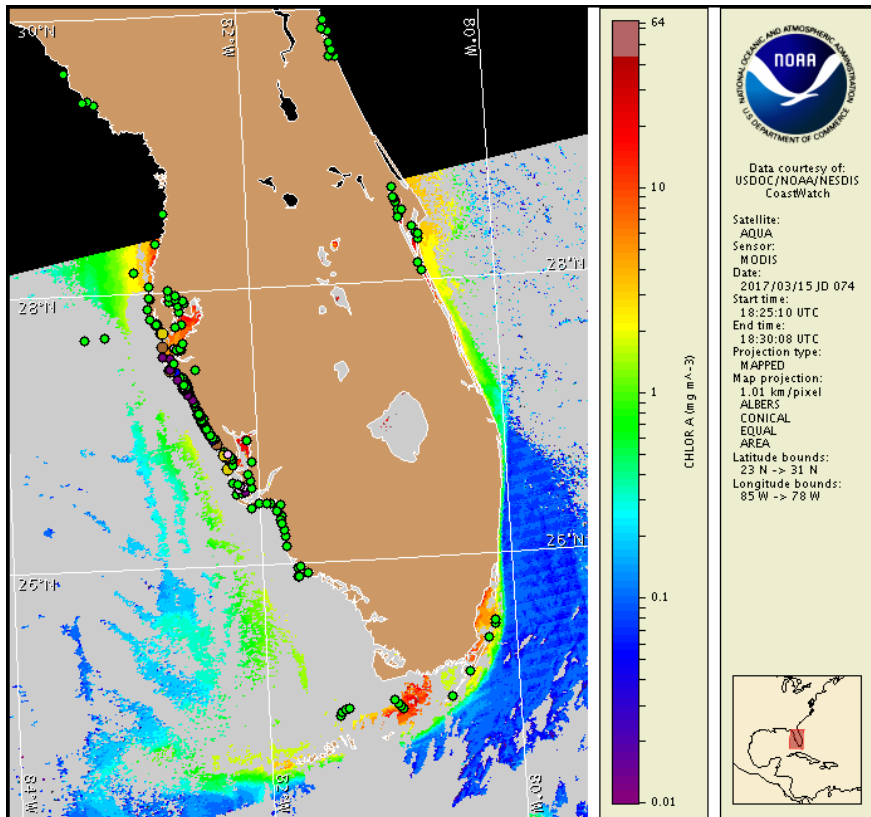 30°N
82°W
80°W
28°N
28°N
26°N
26°N
84°W
82°W
80°W
64
10
1
0.1
0.01
CHLOR A (mg m^-3)
NATIONAL OCEANIC AND ATMOSPHERIC ADMINISTRATION
NOAA
U.S. DEPARTMENT OF COMMERCE
Data courtesy of:
USDOC/NOAA/NESDIS
CoastWatch
Satellite:
AQUA
Sensor:
MODIS
Date:
2017/03/15 JD 074
Start time:
18:25:10 UTC
End time:
18:30:08 UTC
Projection type:
MAPPED
Map projection:
1.01 km/pixel
ALBERS
CONICAL
EQUAL
AREA
Latitude bounds:
23 N -> 31 N
Longitude bounds:
85 W -> 78 W